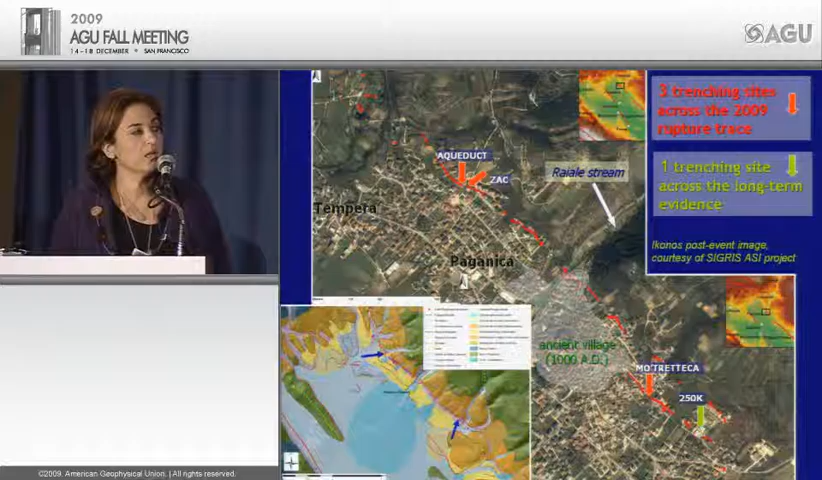 2009
AGU FALL MEETING
14-18 DECEMBER • SAN FRANCISCO
AGU
3 trenching sites
across the 2009
rupture trace
1 trenching site
across the long-term
evidence
Ikonos post-event image,
courtesy of SIGRIS ASI project
AQUEDUCT
ZAC
Raiale stream
Tempera
Paganica
ancient village
(1000 A.D.)
MO'TRETTECA
250K
©2009. American Geophysical Union. | All rights reserved.